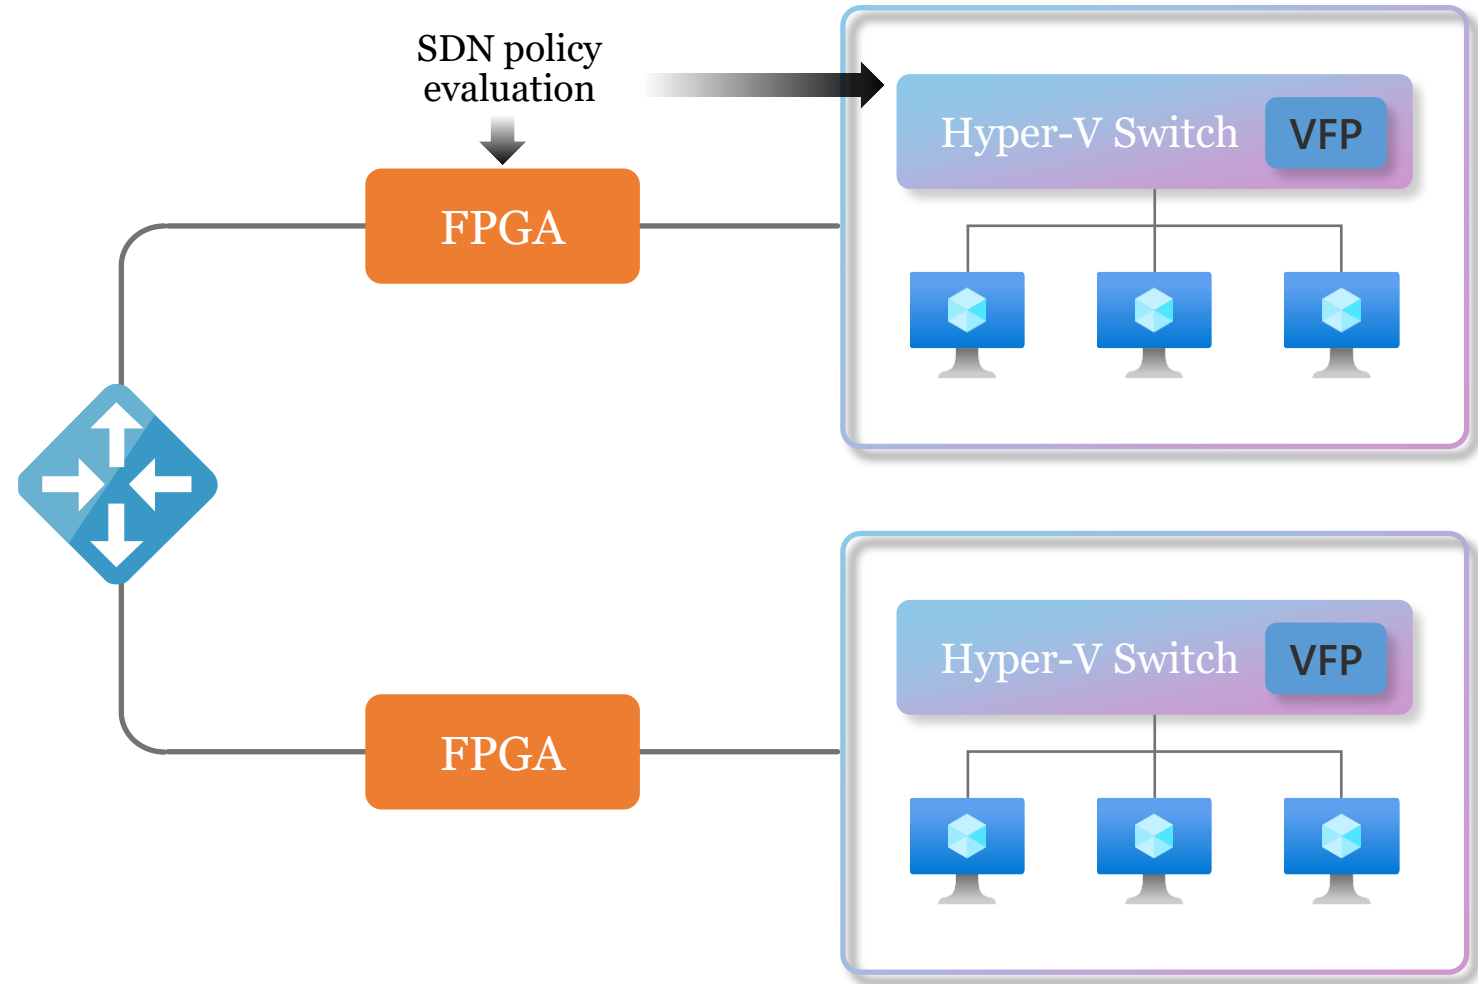 SDN policy
evaluation
Hyper-V Switch VFP
FPGA
Hyper-V Switch VFP
FPGA